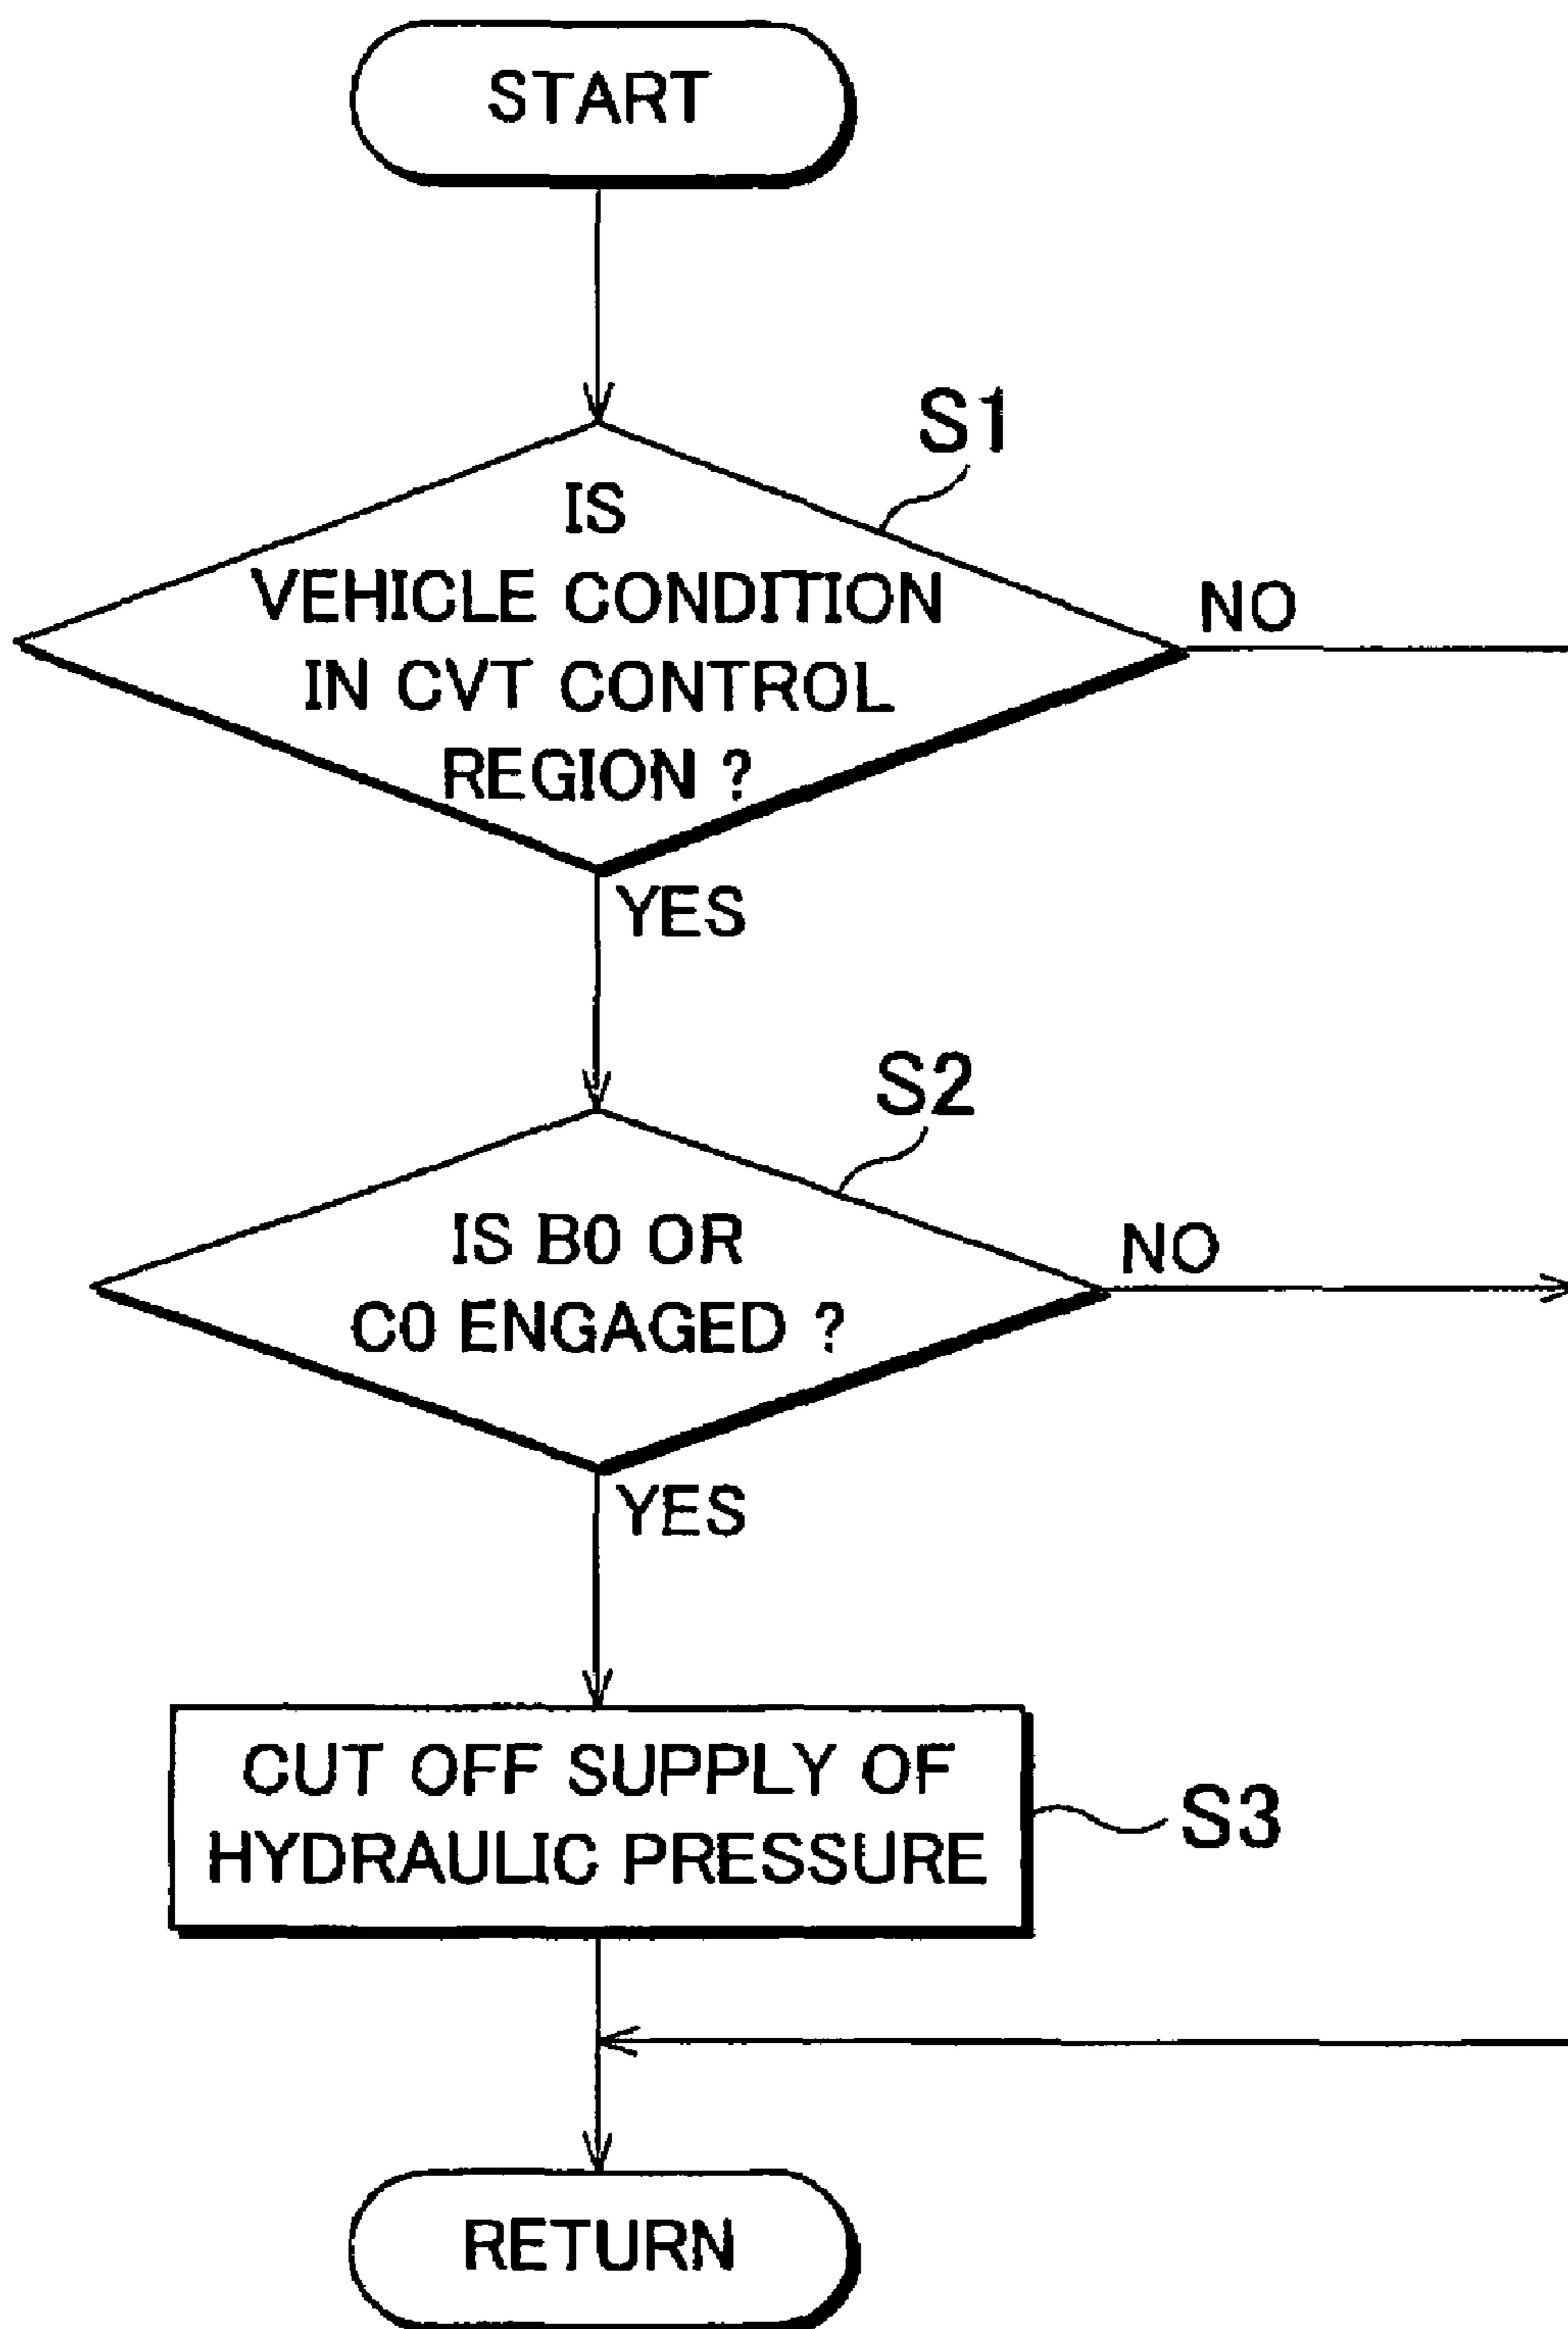 START
S1
IS
VEHICLE CONDITION
IN CVT CONTROL
REGION ?
NO
YES
S2
IS B0 OR
C0 ENGAGED ?
NO
YES
CUT OFF SUPPLY OF
HYDRAULIC PRESSURE
S3
RETURN